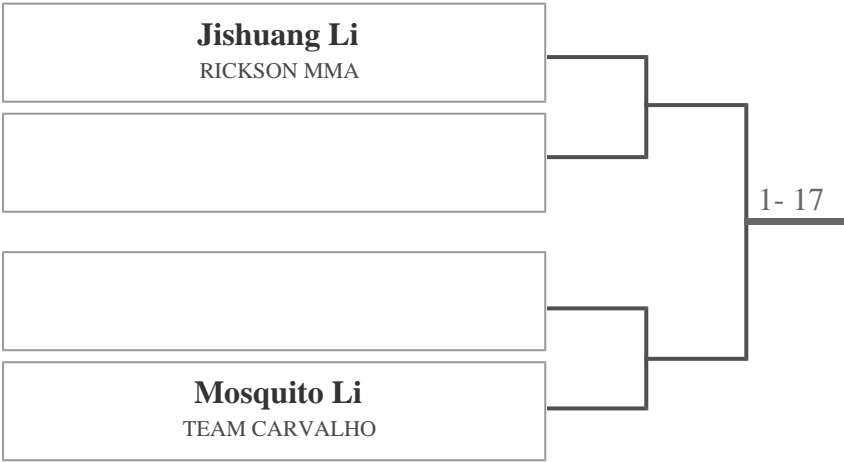 Jishuang Li
RICKSON MMA
1- 17
Mosquito Li
TEAM CARVALHO